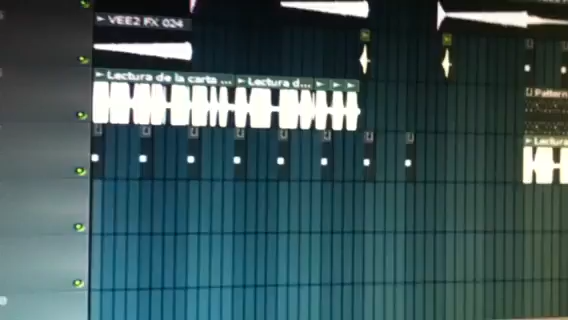 VEE2 FX 024
Lectura de la carta ... Lectura d...
Pattern
Lectura